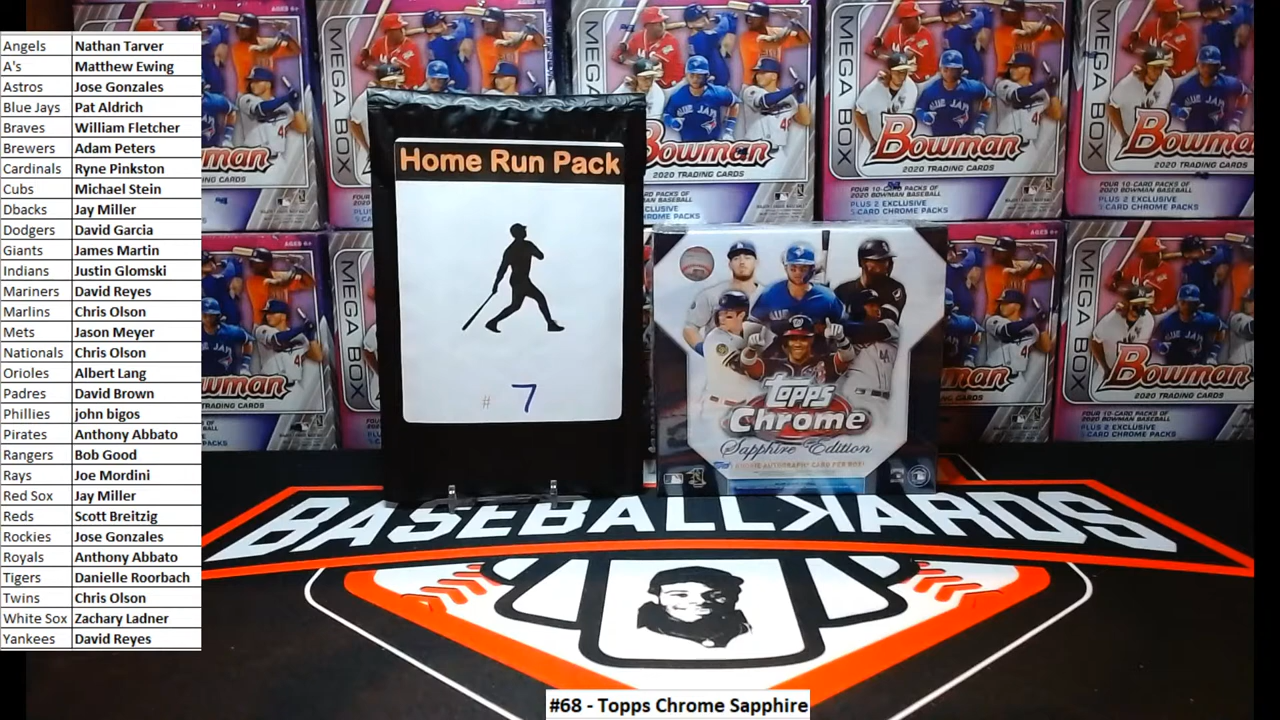 Angels Nathan Tarver
A's Matthew Ewing
Astros Jose Gonzales
Blue Jays Pat Aldrich
Braves William Fletcher
Brewers Adam Peters
Cardinals Ryne Pinkston
Cubs Michael Stein
Dbacks Jay Miller
Dodgers David Garcia
Giants James Martin
Indians Justin Glomski
Mariners David Reyes
Marlins Chris Olson
Mets Jason Meyer
Nationals Chris Olson
Orioles Albert Lang
Padres David Brown
Phillies john bigos
Pirates Anthony Abbato
Rangers Bob Good
Rays Joe Mordini
Red Sox Jay Miller
Reds Scott Breitzig
Rockies Jose Gonzales
Royals Anthony Abbato
Tigers Danielle Roorbach
Twins Chris Olson
White Sox Zachary Ladner
Yankees David Reyes
Home Run Pack
# 7
MEGA BOX
Bowman
2020 TRADING CARDS
FOUR 10-CARD PACKS OF
2020 BOWMAN BASEBALL
PLUS 2 EXCLUSIVE
5-CARD CHROME PACKS
Topps
Chrome
Sapphire Edition
BASEBALLKARDS
#68 - Topps Chrome Sapphire